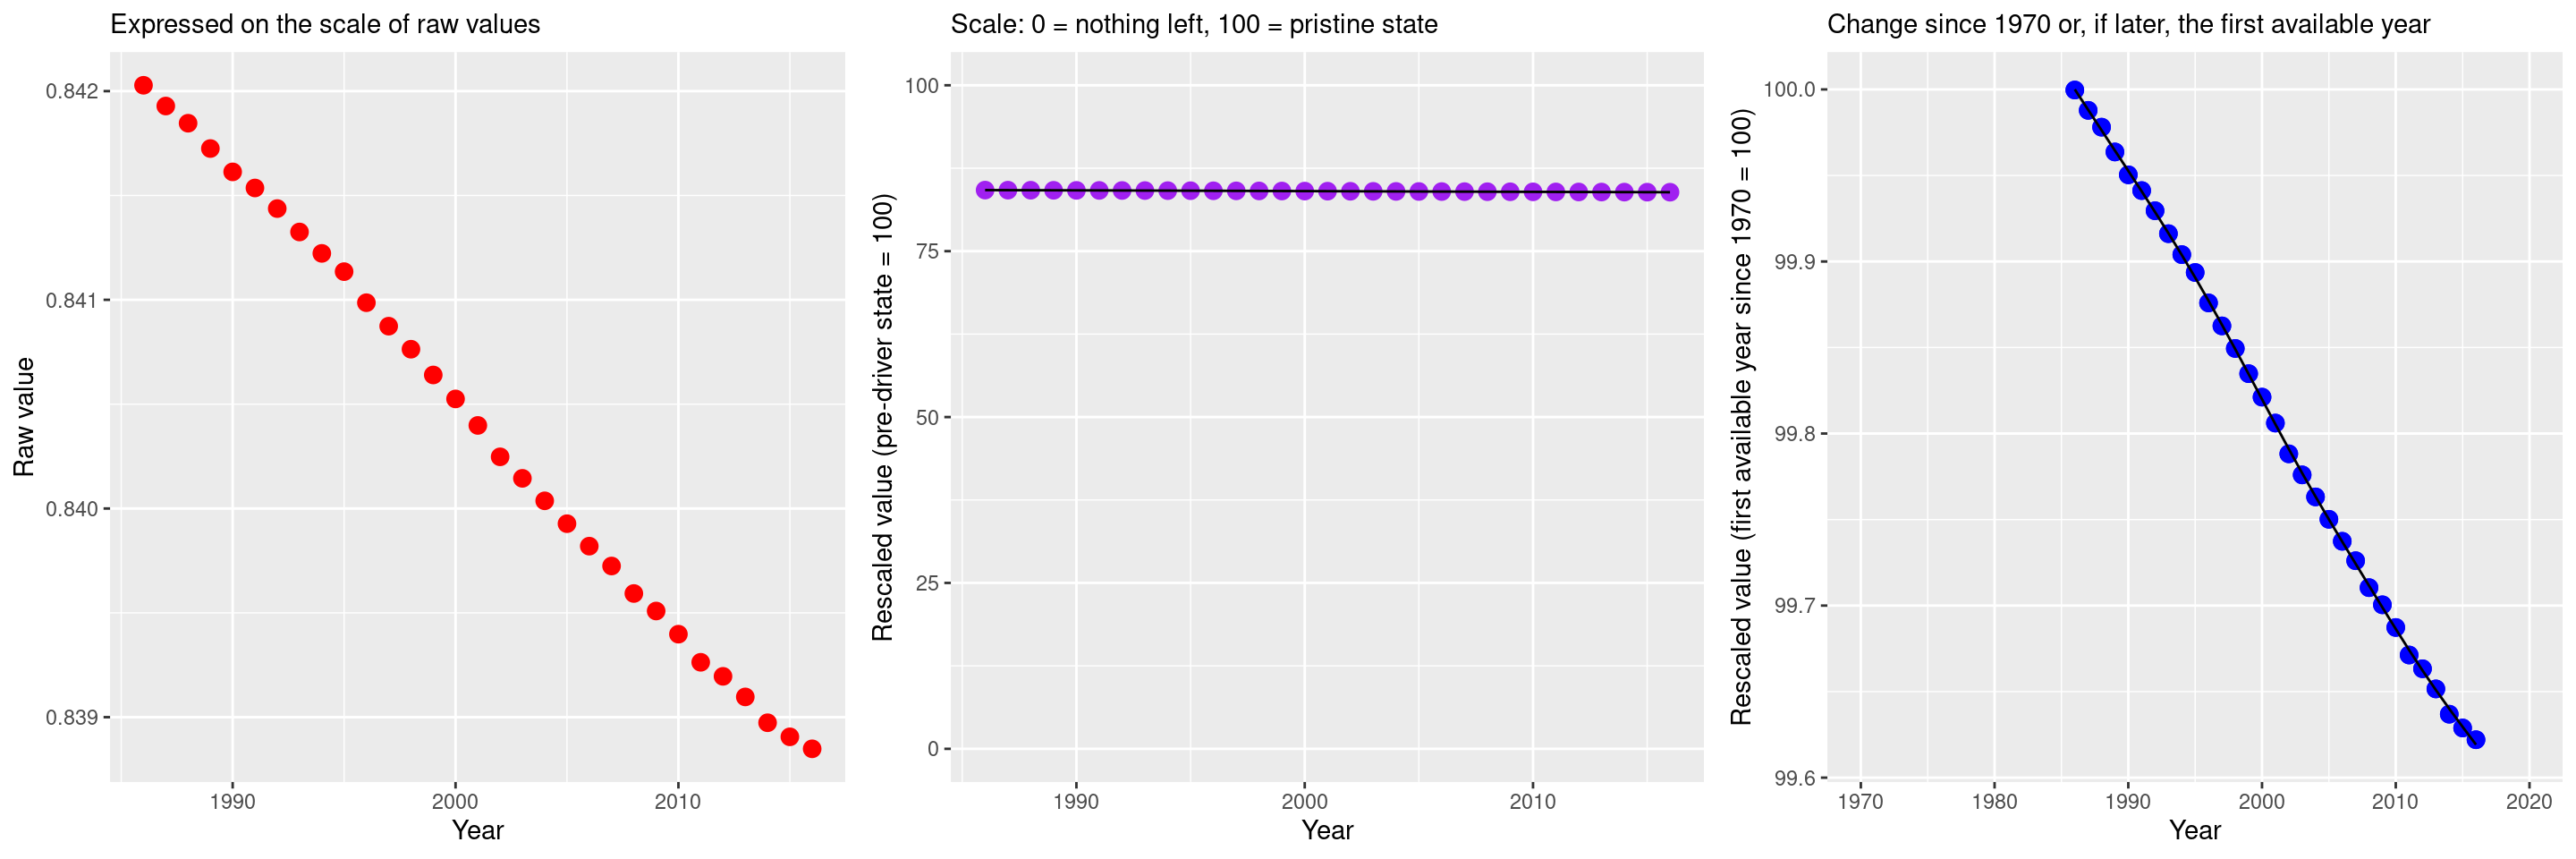 Expressed on the scale of raw values
Raw value
0.842
0.841
0.840
0.839
1990 2000 2010
Year
Scale: 0 = nothing left, 100 = pristine state
Rescaled value (pre-driver state = 100)
100
75
50
25
0
1990 2000 2010
Year
Change since 1970 or, if later, the first available year
Rescaled value (first available year since 1970 = 100)
100.0
99.9
99.8
99.7
99.6
1970 1980 1990 2000 2010 2020
Year